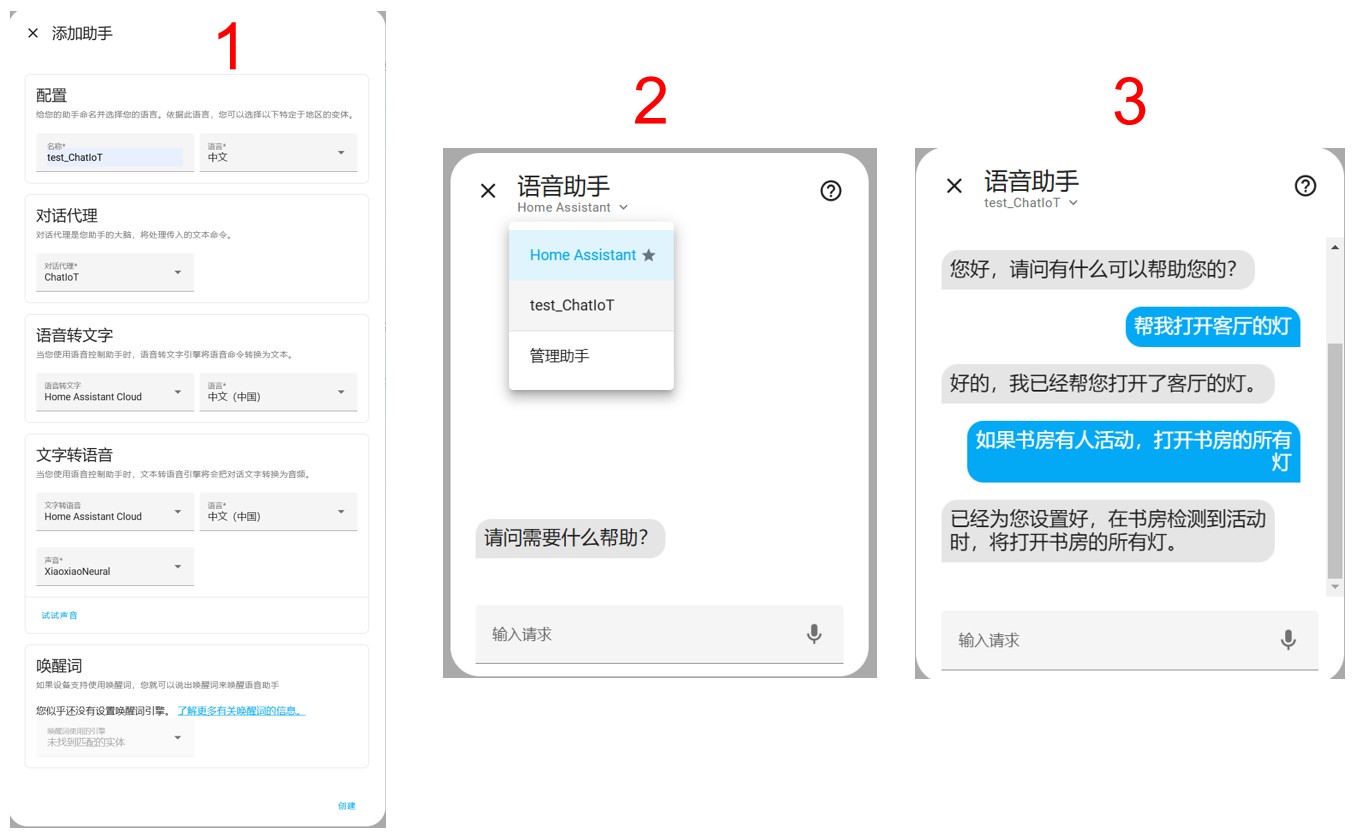 1
添加助手
配置
给您的助手命名并选择您的语言。依据此语言，您可以选择以下特定于地区的变体。
名称*
test_ChatIoT
语言*
中文
对话代理
对话代理是您助手的大脑，将处理传入的文本命令。
对话代理*
ChatIoT
语音转文字
当您使用语音控制助手时，语音转文字引擎将语音命令转换为文本。
语音转文字
Home Assistant Cloud
语言*
中文（中国）
文字转语音
当您使用语音控制助手时，文本转语音引擎将会把对话文字转换为音频。
文字转语音
Home Assistant Cloud
语言*
中文（中国）
声音*
XiaoxiaoNeural
试试声音
唤醒词
如果设备支持使用唤醒词，您就可以说出唤醒词来唤醒语音助手
您似乎还没有设置唤醒词引擎。 了解更多有关唤醒词的信息。
唤醒词使用的引擎
未找到匹配的实体
创建
2
语音助手
Home Assistant
Home Assistant
test_ChatIoT
管理助手
请问需要什么帮助？
输入请求
3
语音助手
test_ChatIoT
您好，请问有什么可以帮助您的？
帮我打开客厅的灯
好的，我已经帮您打开了客厅的灯。
如果书房有人活动，打开书房的所有
灯
已经为您设置好，在书房检测到活动
时，将打开书房的所有灯。
输入请求